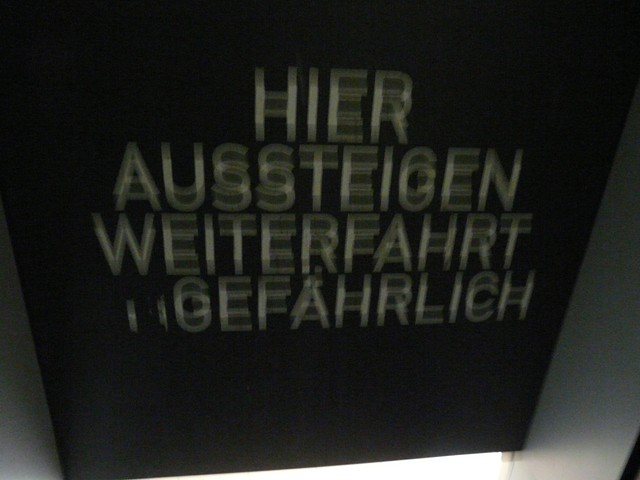 HIER
AUSSTEIGEN
WEITERFAHRT
GEFÄHRLICH